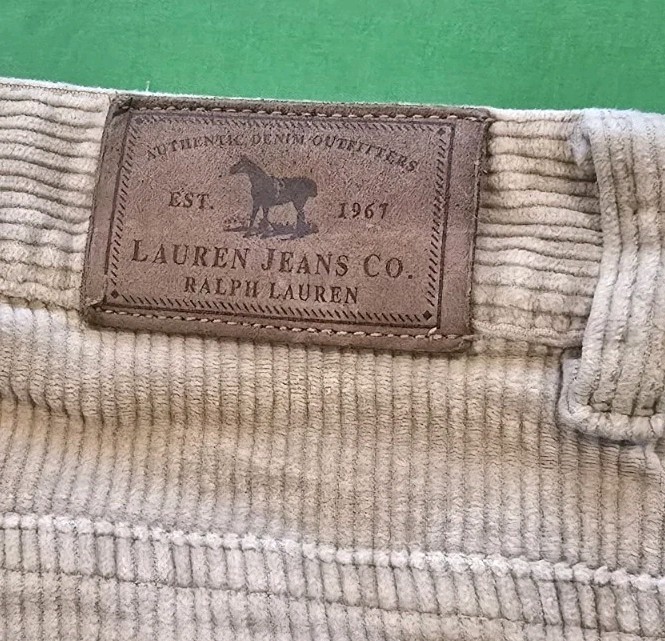 AUTHENTIC DENIM OUTFITTERS
EST. 1967
LAUREN JEANS CO.
RALPH LAUREN